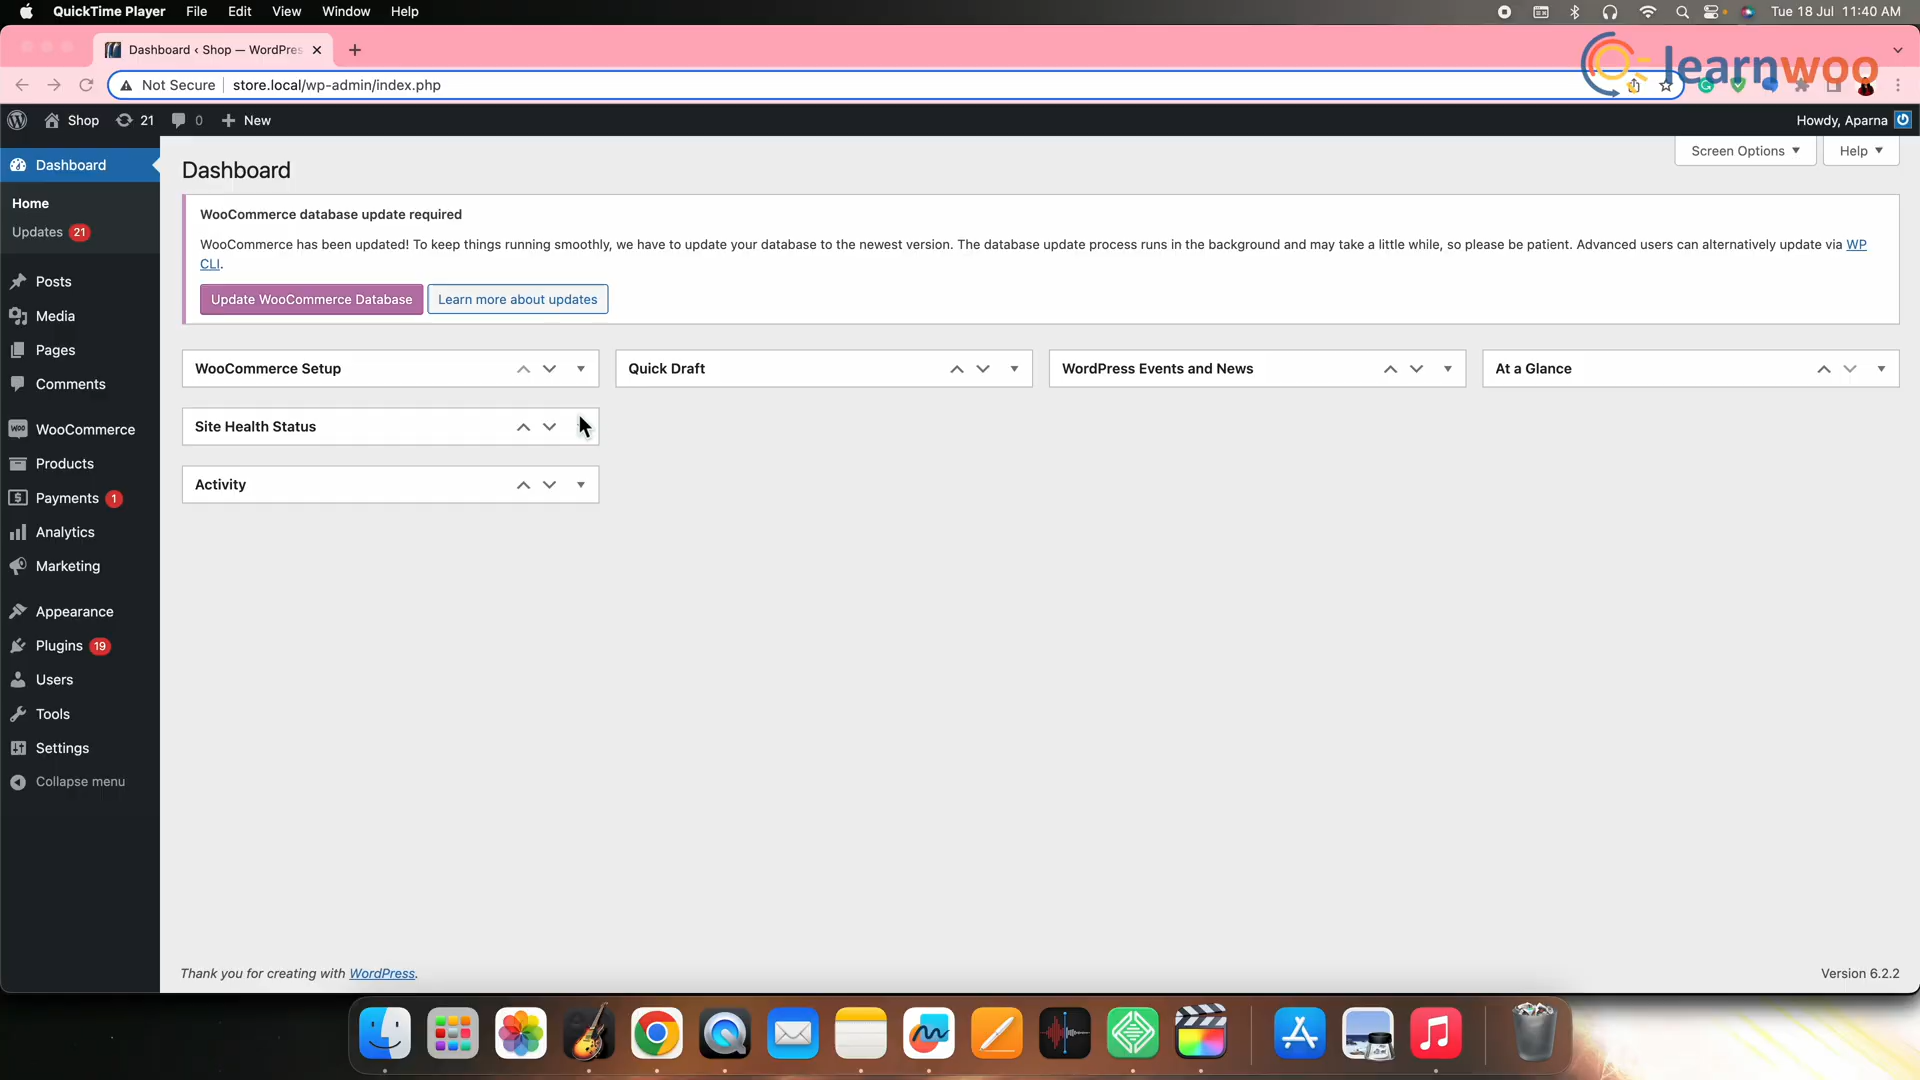 QuickTime Player File Edit View Window Help Tue 18 Jul 11:40 AM
Dashboard ‹ Shop — WordPres
learnwoo
Not Secure store.local/wp-admin/index.php
Shop 21 0 New Howdy, Aparna
Screen Options Help
Dashboard
Home
Updates 21
Posts
Media
Pages
Comments
WooCommerce
Products
Payments 1
Analytics
Marketing
Appearance
Plugins 19
Users
Tools
Settings
Collapse menu
Dashboard
WooCommerce database update required
WooCommerce has been updated! To keep things running smoothly, we have to update your database to the newest version. The database update process runs in the background and may take a little while, so please be patient. Advanced users can alternatively update via WP
CLI.
Update WooCommerce Database Learn more about updates
WooCommerce Setup Quick Draft WordPress Events and News At a Glance
Site Health Status
Activity
Thank you for creating with WordPress. Version 6.2.2